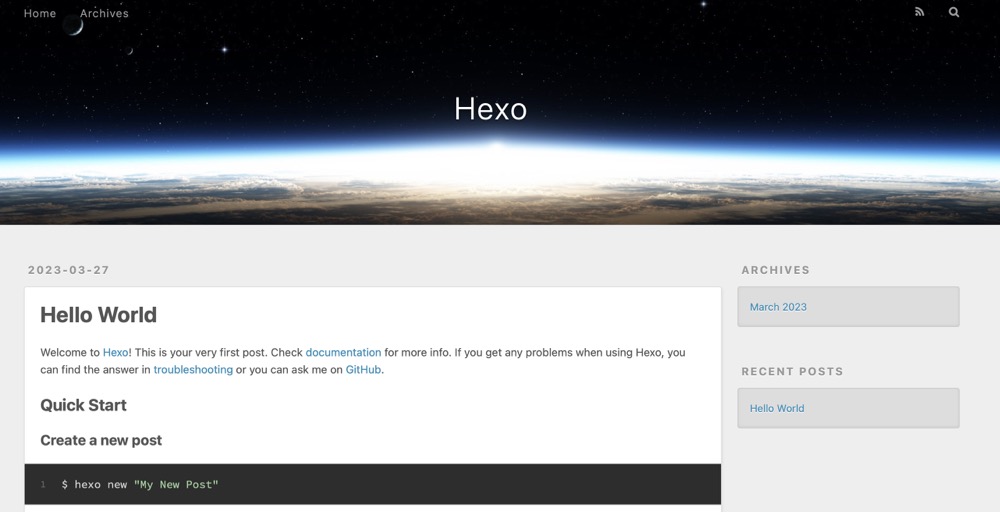 Home Archives
Hexo
2023-03-27
Hello World
Welcome to Hexo! This is your very first post. Check documentation for more info. If you get any problems when using Hexo, you
can find the answer in troubleshooting or you can ask me on GitHub.
Quick Start
Create a new post
1 $ hexo new "My New Post"
ARCHIVES
March 2023
RECENT POSTS
Hello World